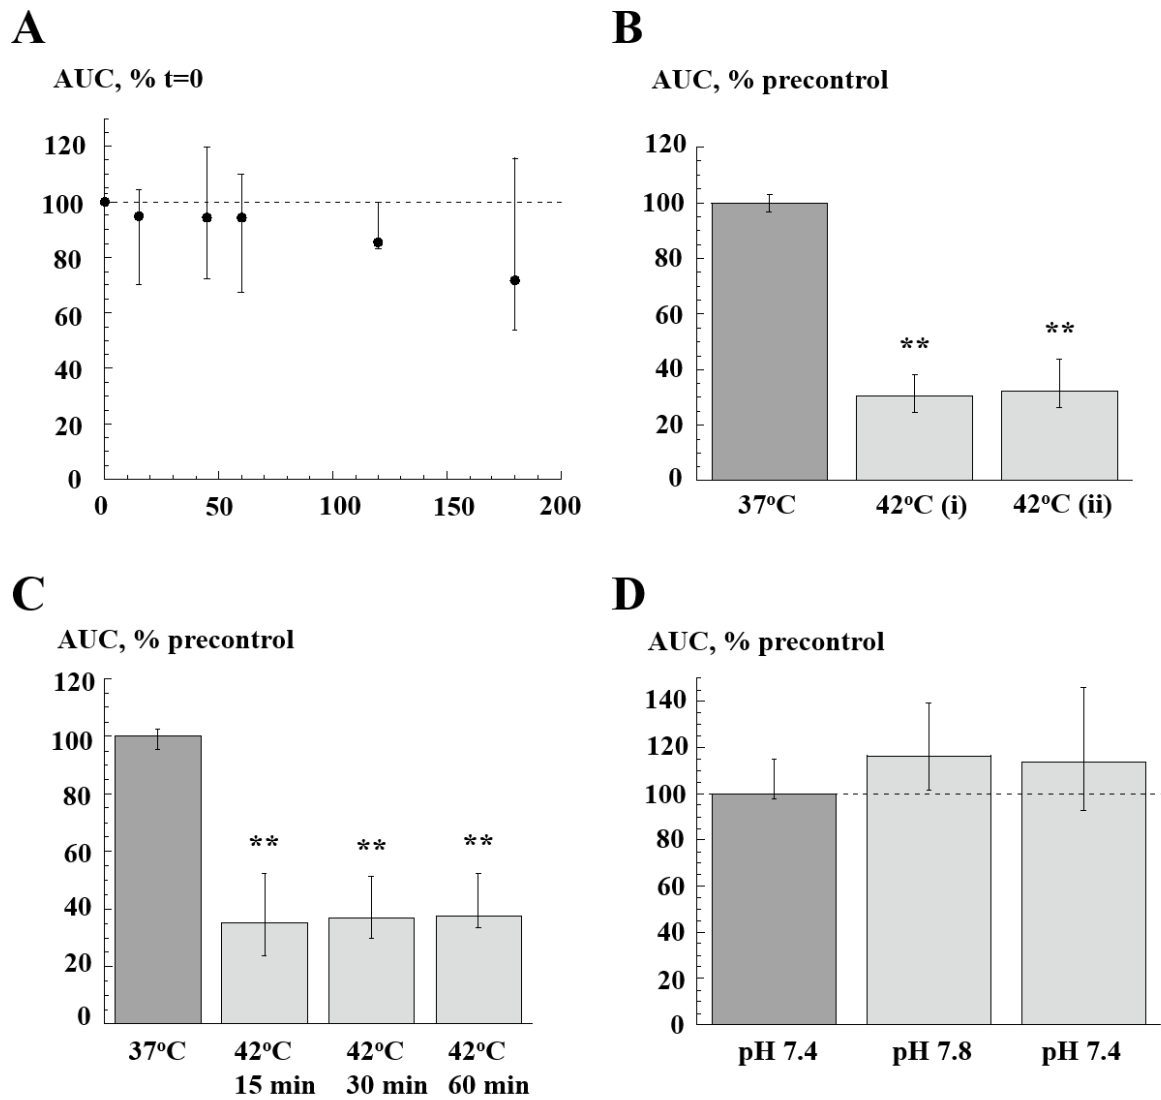 A
AUC, % t=0
120
100
80
60
40
20
0
0 50 100 150 200
B
AUC, % precontrol
120
100
80
60
40
20
0
** **
37ºC 42ºC (i) 42ºC (ii)
C
AUC, % precontrol
120
100
80
60
40
20
0
** ** **
37ºC 42ºC 42ºC 42ºC
15 min 30 min 60 min
D
AUC, % precontrol
140
120
100
80
60
40
20
0
pH 7.4 pH 7.8 pH 7.4